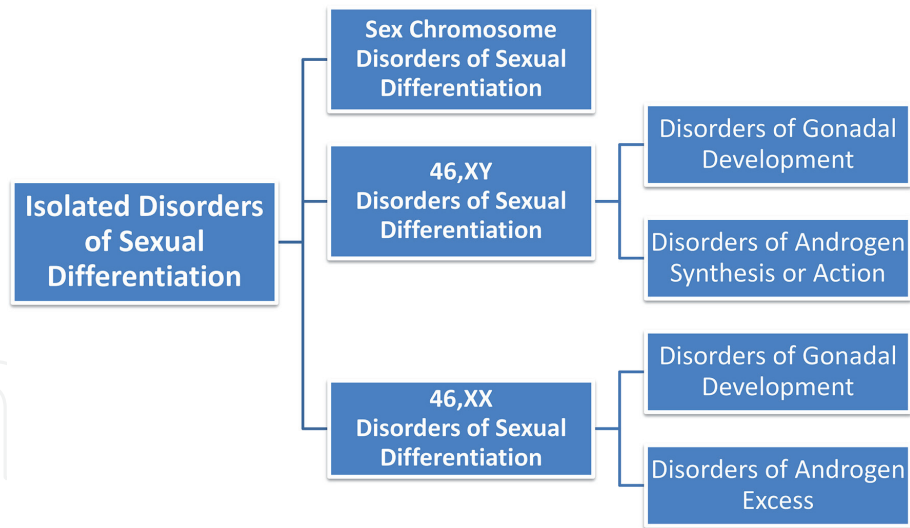 Sex Chromosome
Disorders of Sexual
Differentiation
Disorders of Gonadal
Development
46,XY
Disorders of Sexual
Differentiation
Isolated Disorders
of Sexual
Differentiation
Disorders of Androgen
Synthesis or Action
Disorders of Gonadal
Development
46,XX
Disorders of Sexual
Differentiation
Disorders of Androgen
Excess